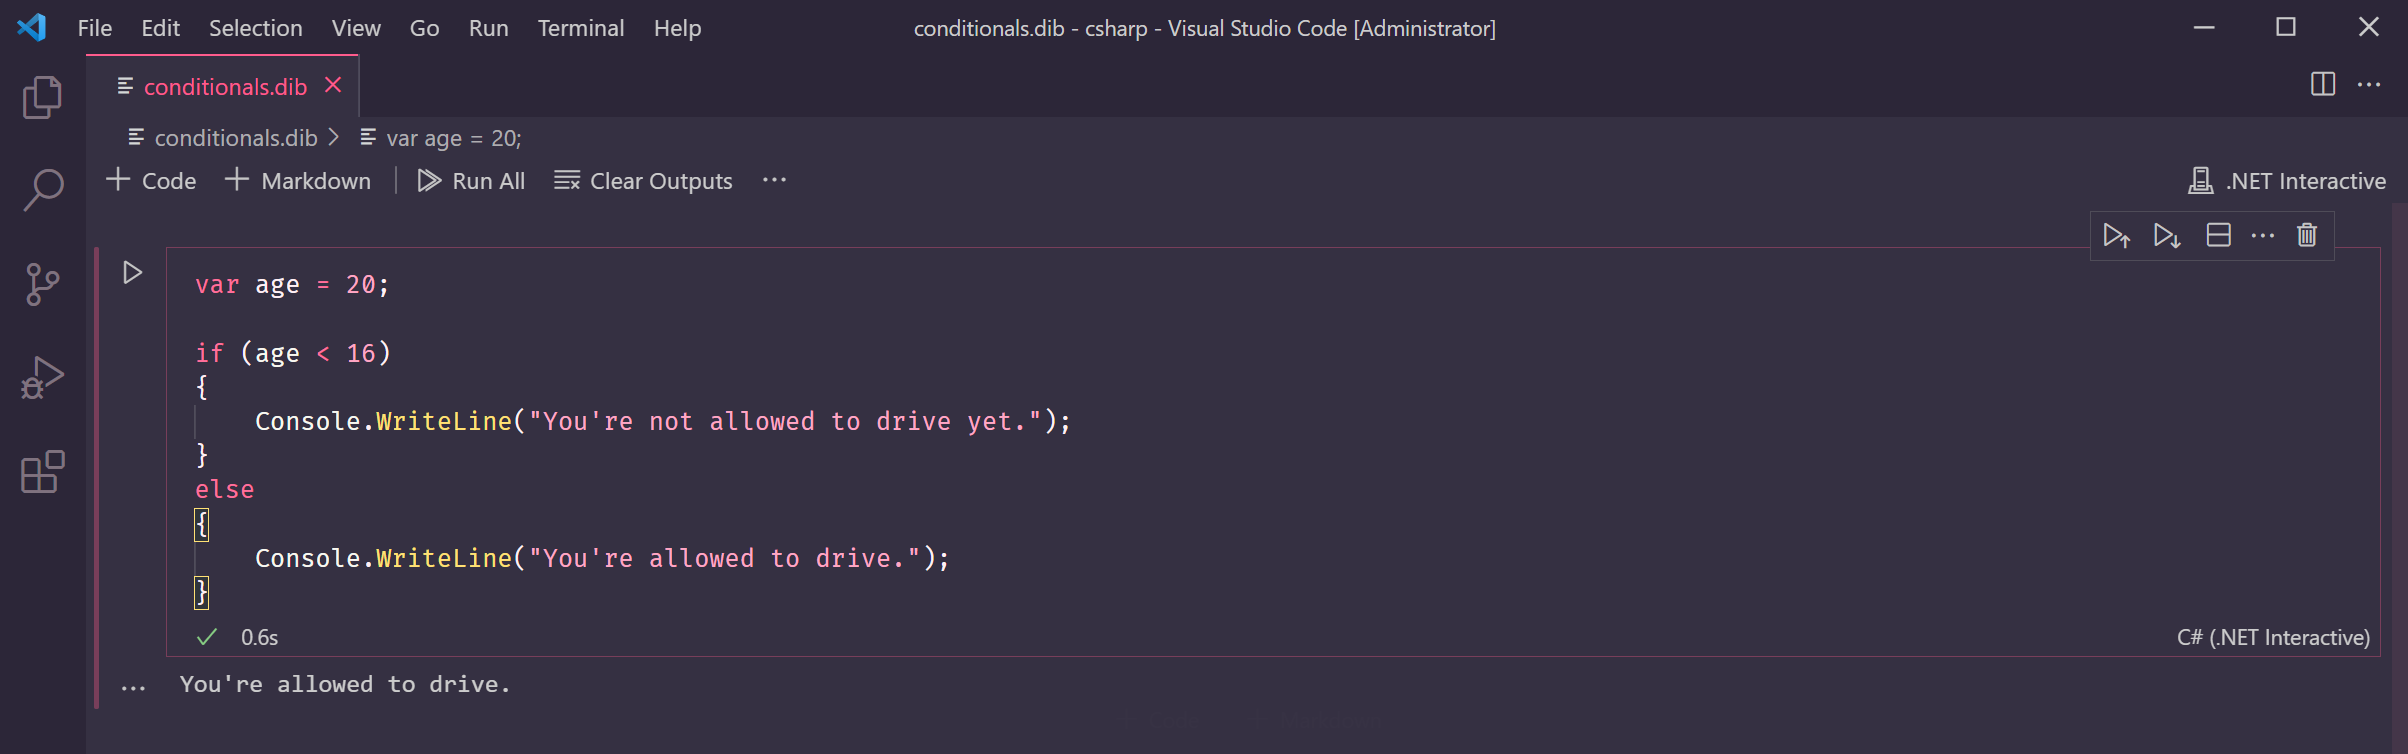 File Edit Selection View Go Run Terminal Help conditionals.dib - csharp - Visual Studio Code [Administrator]
conditionals.dib
conditionals.dib var age = 20;
Code Markdown Run All Clear Outputs ... .NET Interactive
var age = 20;
if (age < 16)
{
    Console.WriteLine("You're not allowed to drive yet.");
}
else
{
    Console.WriteLine("You're allowed to drive.");
}
0.6s C# (.NET Interactive)
You're allowed to drive.